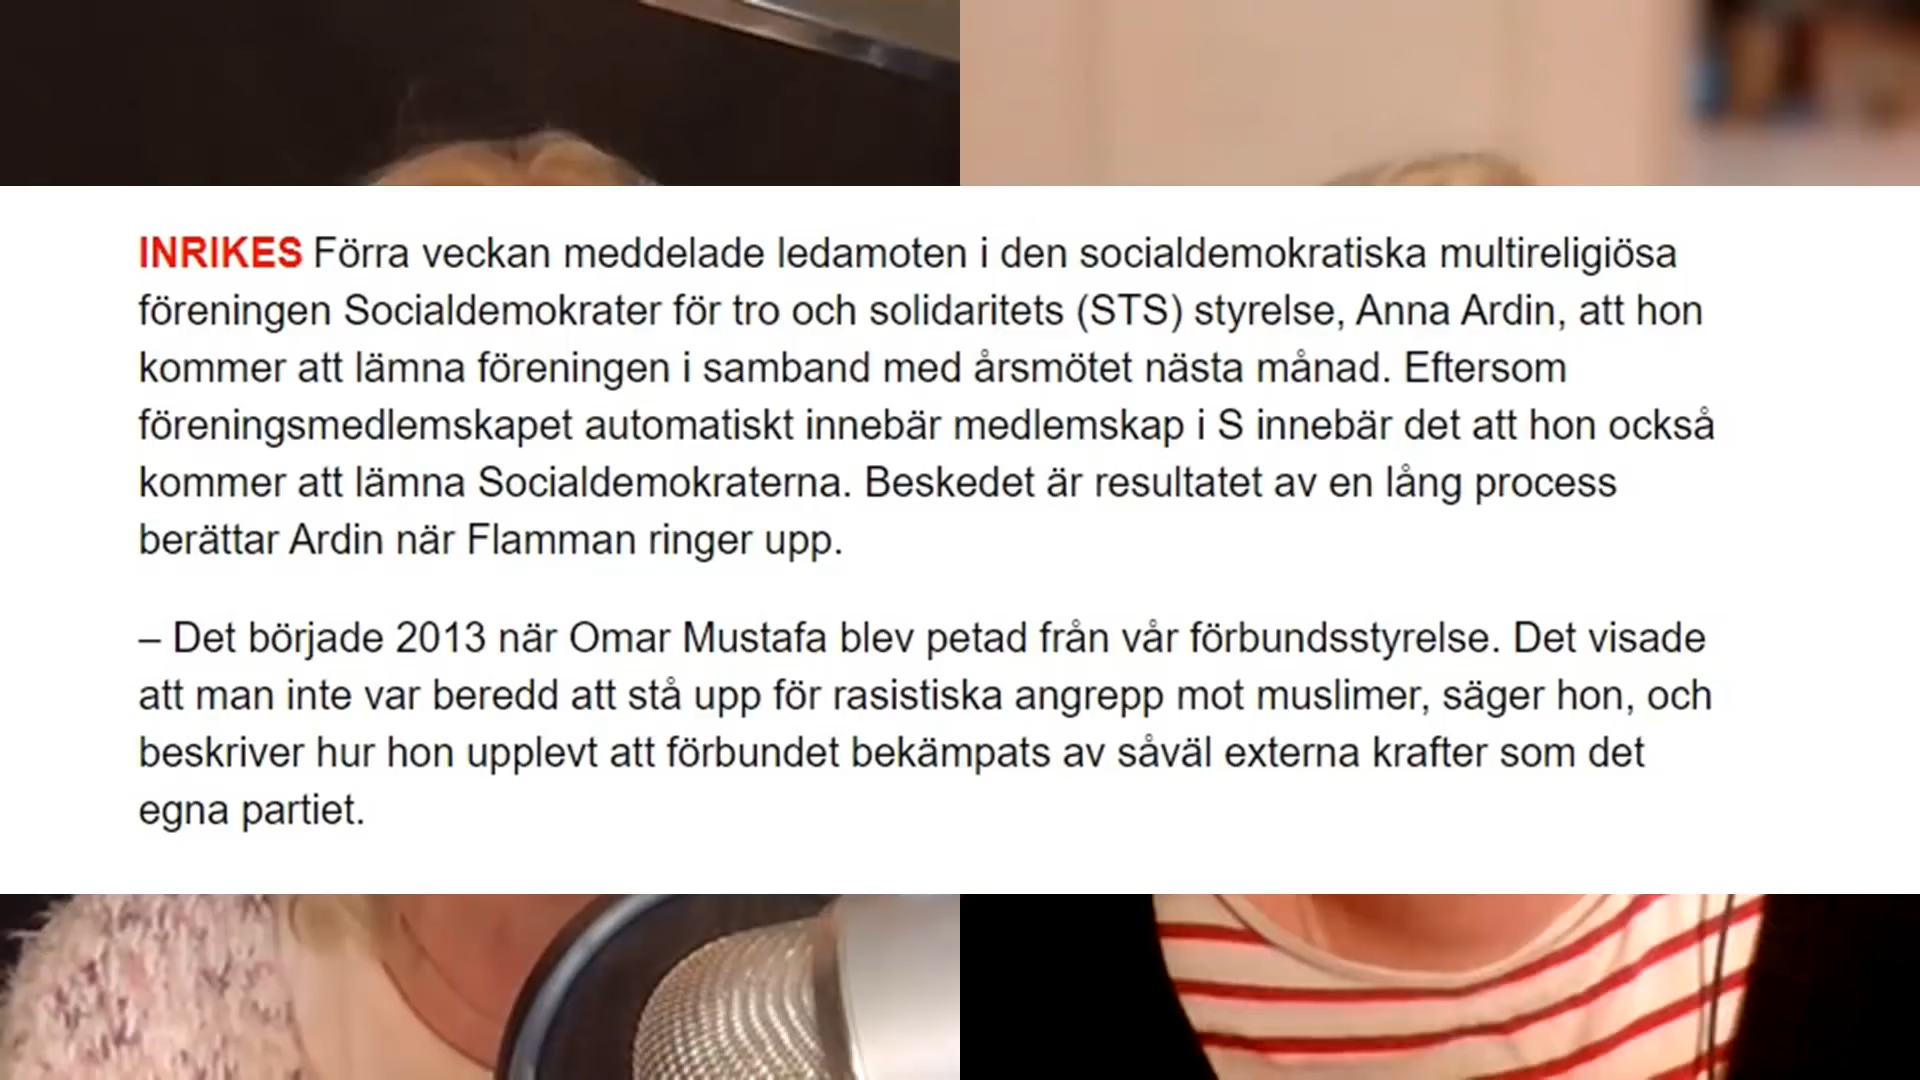 INRIKES Förra veckan meddelade ledamoten i den socialdemokratiska multireligiösa
föreningen Socialdemokrater för tro och solidaritets (STS) styrelse, Anna Ardin, att hon
kommer att lämna föreningen i samband med årsmötet nästa månad. Eftersom
föreningsmedlemskapet automatiskt innebär medlemskap i S innebär det att hon också
kommer att lämna Socialdemokraterna. Beskedet är resultatet av en lång process
berättar Ardin när Flamman ringer upp.
– Det började 2013 när Omar Mustafa blev petad från vår förbundsstyrelse. Det visade
att man inte var beredd att stå upp för rasistiska angrepp mot muslimer, säger hon, och
beskriver hur hon upplevt att förbundet bekämpats av såväl externa krafter som det
egna partiet.